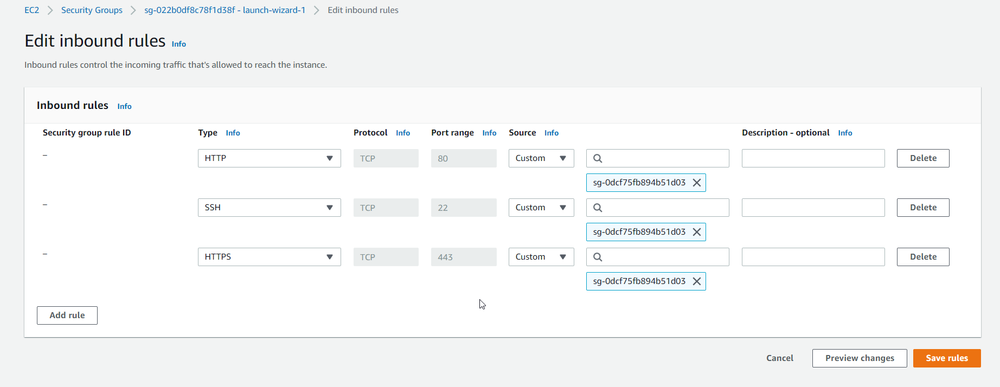 EC2 > Security Groups > sg-022b0df8c78f1d38f - launch-wizard-1 > Edit inbound rules
Edit inbound rules Info
Inbound rules control the incoming traffic that's allowed to reach the instance.
Inbound rules Info
Security group rule ID Type Info Protocol Info Port range Info Source Info Description - optional Info
– HTTP TCP 80 Custom Delete
sg-0dcf75fb894b51d03
– SSH TCP 22 Custom Delete
sg-0dcf75fb894b51d03
– HTTPS TCP 443 Custom Delete
sg-0dcf75fb894b51d03
Add rule
Cancel Preview changes Save rules